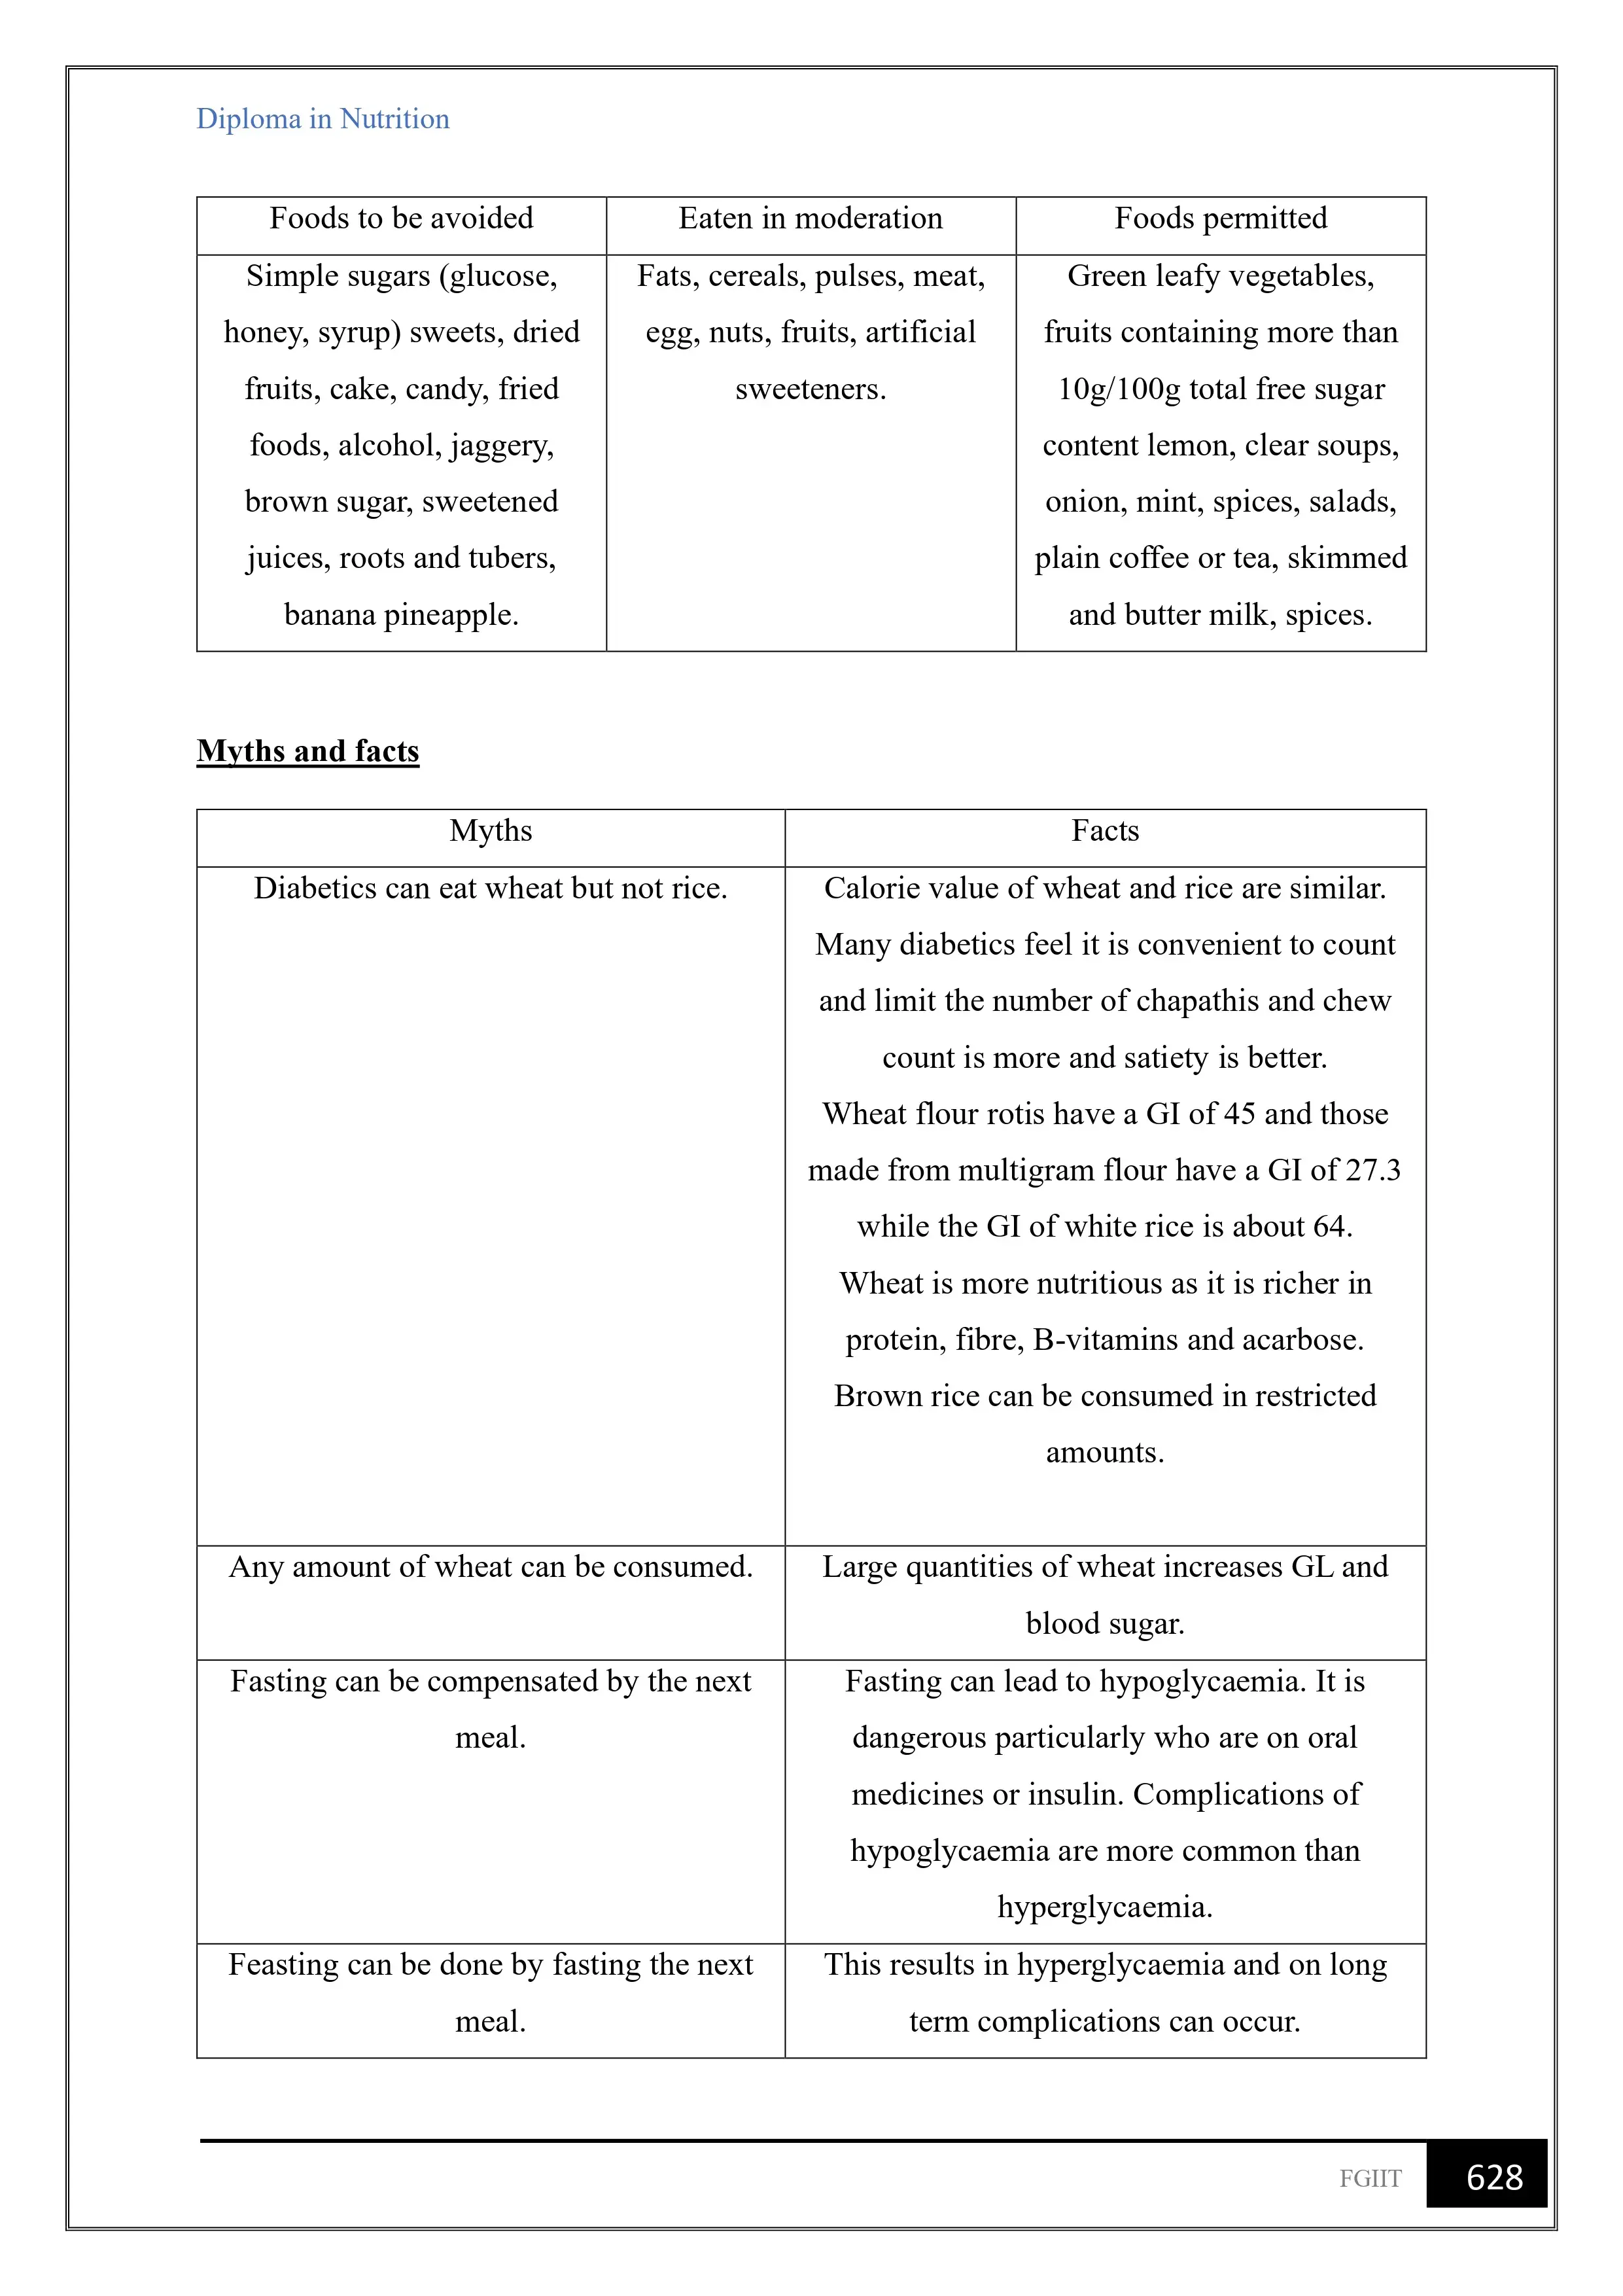 Diploma in Nutrition
Foods to be avoided
Eaten in moderation
Foods permitted
Simple sugars (glucose,
honey, syrup) sweets, dried
fruits, cake, candy, fried
foods, alcohol, jaggery,
brown sugar, sweetened
juices, roots and tubers,
banana pineapple.
Fats, cereals, pulses, meat,
egg, nuts, fruits, artificial
sweeteners.
Green leafy vegetables,
fruits containing more than
10g/100g total free sugar
content lemon, clear soups,
onion, mint, spices, salads,
plain coffee or tea, skimmed
and butter milk, spices.
Myths and facts
Myths
Facts
Diabetics can eat wheat but not rice.
Calorie value of wheat and rice are similar.
Many diabetics feel it is convenient to count
and limit the number of chapathis and chew
count is more and satiety is better.
Wheat flour rotis have a GI of 45 and those
made from multigram flour have a GI of 27.3
while the GI of white rice is about 64.
Wheat is more nutritious as it is richer in
protein, fibre, B-vitamins and acarbose.
Brown rice can be consumed in restricted
amounts.
Any amount of wheat can be consumed.
Large quantities of wheat increases GL and
blood sugar.
Fasting can be compensated by the next
meal.
Fasting can lead to hypoglycaemia. It is
dangerous particularly who are on oral
medicines or insulin. Complications of
hypoglycaemia are more common than
hyperglycaemia.
Feasting can be done by fasting the next
meal.
This results in hyperglycaemia and on long
term complications can occur.
FGIIT
628